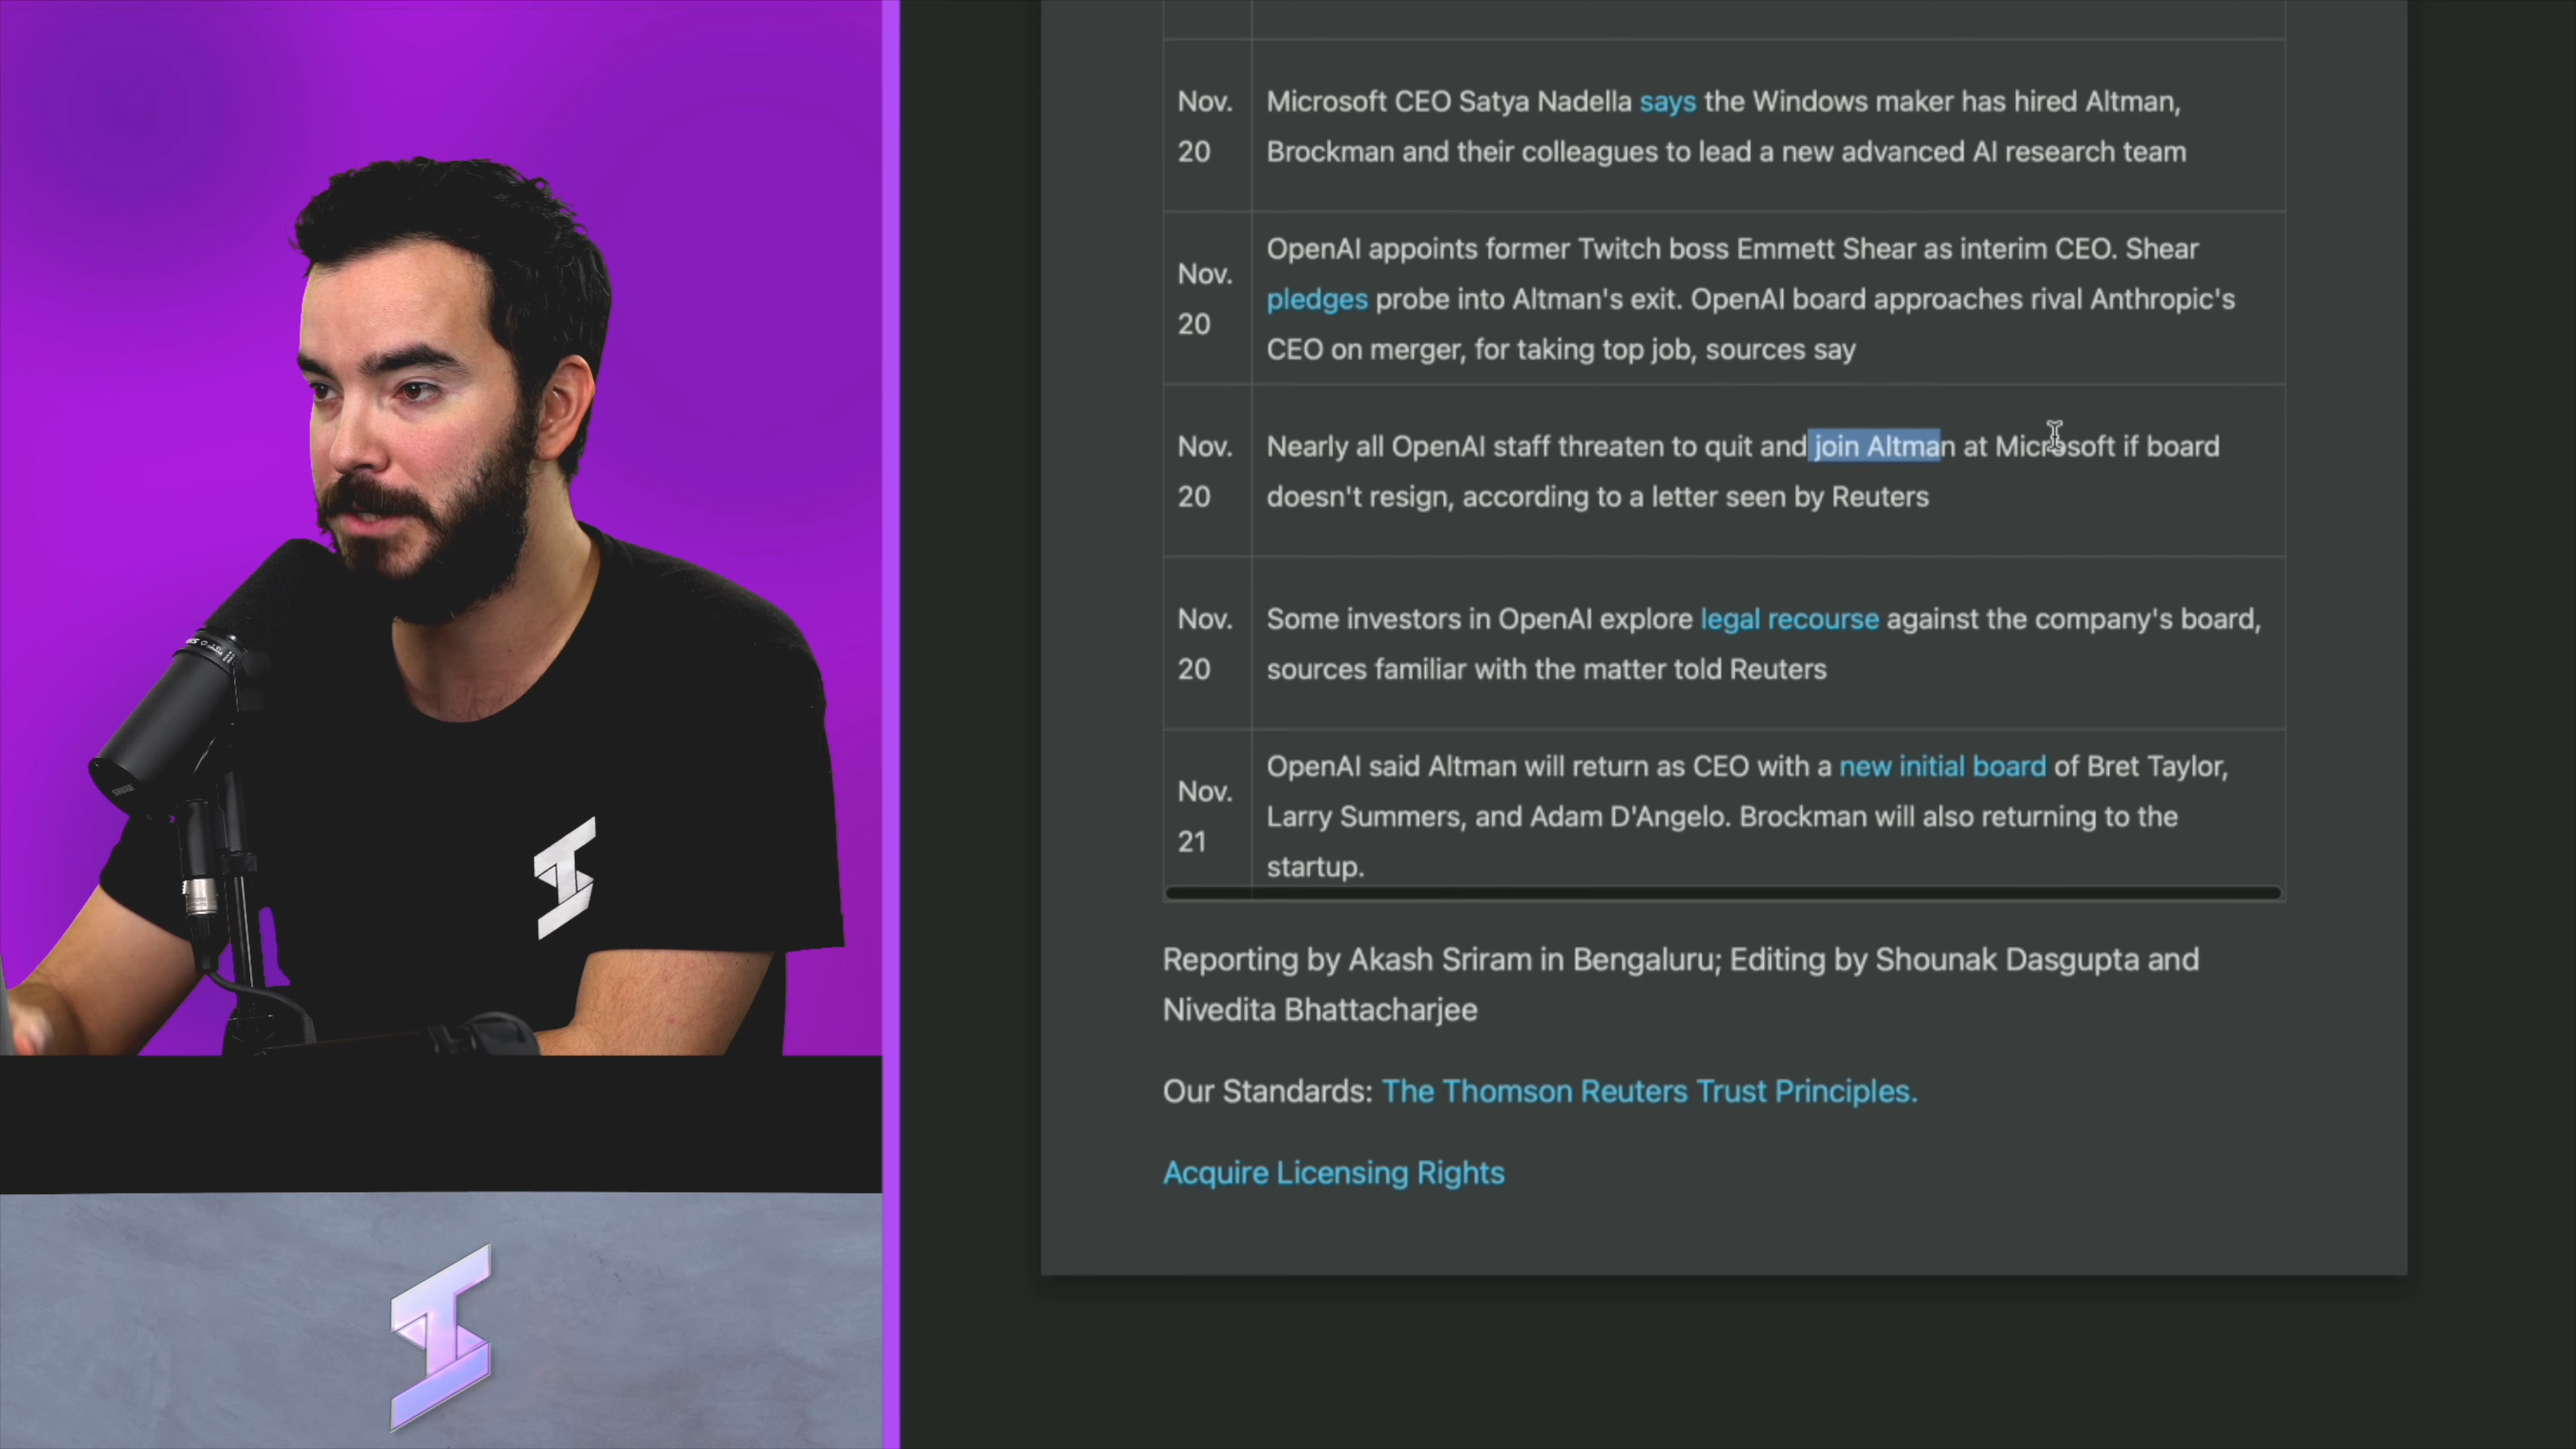 Nov.
20
Microsoft CEO Satya Nadella says the Windows maker has hired Altman,
Brockman and their colleagues to lead a new advanced AI research team
Nov.
20
OpenAI appoints former Twitch boss Emmett Shear as interim CEO. Shear
pledges probe into Altman's exit. OpenAI board approaches rival Anthropic's
CEO on merger, for taking top job, sources say
Nov.
20
Nearly all OpenAI staff threaten to quit and join Altman at Microsoft if board
doesn't resign, according to a letter seen by Reuters
Nov.
20
Some investors in OpenAI explore legal recourse against the company's board,
sources familiar with the matter told Reuters
Nov.
21
OpenAI said Altman will return as CEO with a new initial board of Bret Taylor,
Larry Summers, and Adam D'Angelo. Brockman will also returning to the
startup.
Reporting by Akash Sriram in Bengaluru; Editing by Shounak Dasgupta and
Nivedita Bhattacharjee
Our Standards: The Thomson Reuters Trust Principles.
Acquire Licensing Rights